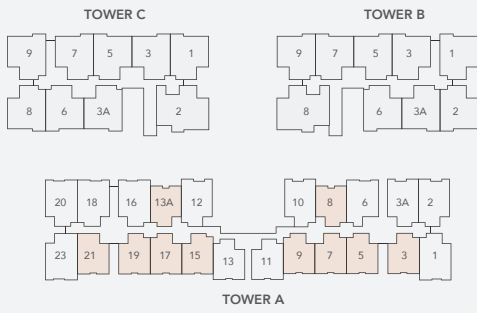 TOWER C TOWER B
9 7 5 3 1 9 7 5 3 1
8 6 3A 2 8 6 3A 2
20 18 16 13A 12 10 8 6 3A 2
23 21 19 17 15 13 11 9 7 5 3 1
TOWER A